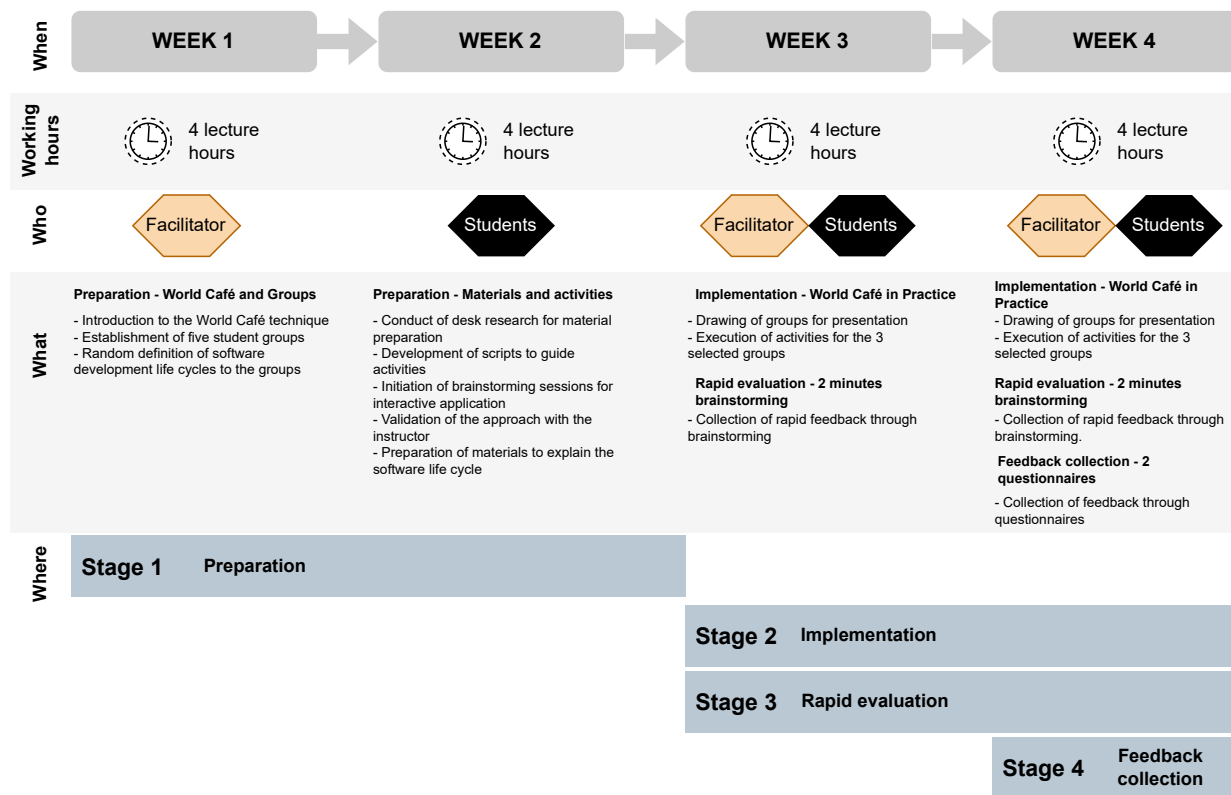 When
WEEK 1
WEEK 2
WEEK 3
WEEK 4
Working
hours
4 lecture
hours
4 lecture
hours
4 lecture
hours
4 lecture
hours
Who
Facilitator
Students
Facilitator
Students
Facilitator
Students
What
Preparation - World Café and Groups
- Introduction to the World Café technique
- Establishment of five student groups
- Random definition of software
development life cycles to the groups
Preparation - Materials and activities
- Conduct of desk research for material
preparation
- Development of scripts to guide
activities
- Initiation of brainstorming sessions for
interactive application
- Validation of the approach with the
instructor
- Preparation of materials to explain the
software life cycle
Implementation - World Café in Practice
- Drawing of groups for presentation
- Execution of activities for the 3
selected groups
Rapid evaluation - 2 minutes
brainstorming
- Collection of rapid feedback through
brainstorming
Implementation - World Café in
Practice
- Drawing of groups for presentation
- Execution of activities for the 3
selected groups
Rapid evaluation - 2 minutes
brainstorming
- Collection of rapid feedback through
brainstorming.
Feedback collection - 2
questionnaires
- Collection of feedback through
questionnaires
Where
Stage 1 Preparation
Stage 2 Implementation
Stage 3 Rapid evaluation
Stage 4 Feedback
collection